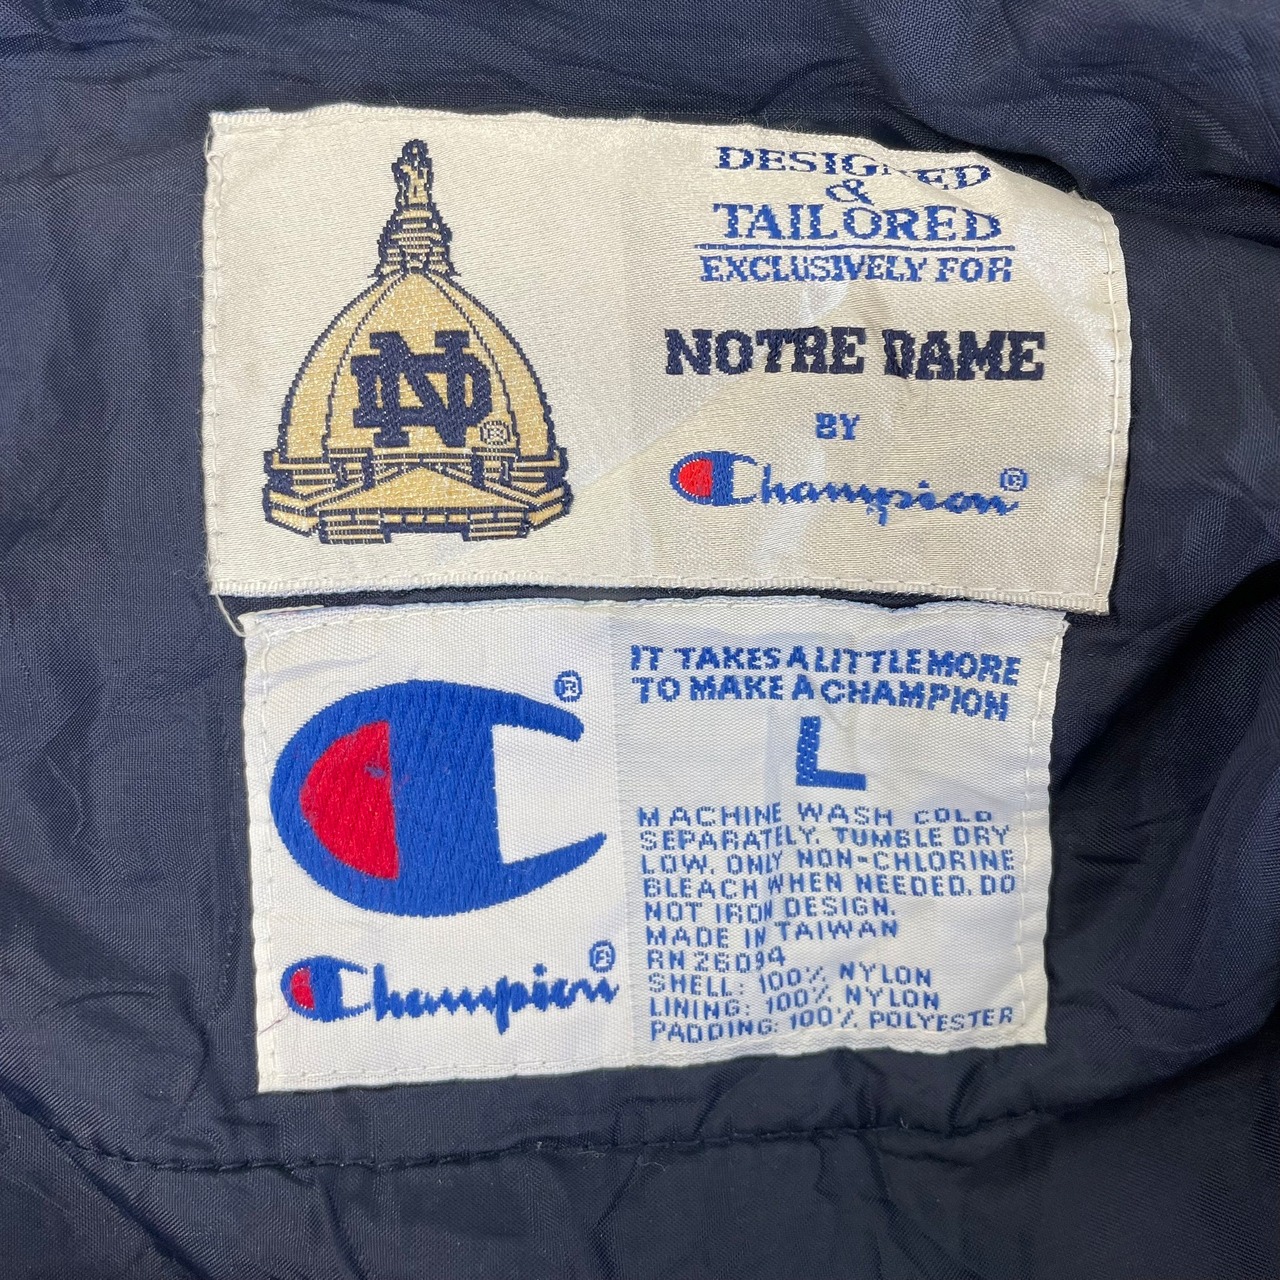 DESIGNED
&
TAILORED
EXCLUSIVELY FOR
NOTRE DAME
BY
Champion®
ND
®
IT TAKES A LITTLE MORE
TO MAKE A CHAMPION
L
MACHINE WASH COLD
SEPARATELY. TUMBLE DRY
LOW. ONLY NON-CHLORINE
BLEACH WHEN NEEDED. DO
NOT IRON DESIGN.
MADE IN TAIWAN
RN 26094
SHELL: 100% NYLON
LINING: 100% NYLON
PADDING: 100% POLYESTER
®
Champion®